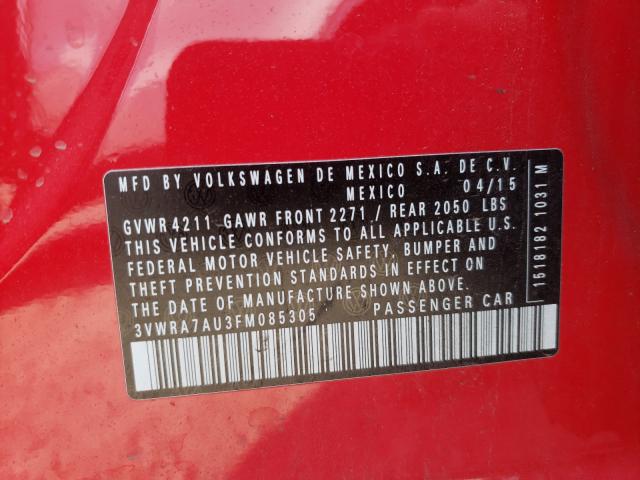 MFD BY VOLKSWAGEN DE MEXICO S.A. DE C.V.
MEXICO 04/15
GVWR 4211 GAWR FRONT 2271 / REAR 2050 LBS
THIS VEHICLE CONFORMS TO ALL APPLICABLE
FEDERAL MOTOR VEHICLE SAFETY, BUMPER AND
THEFT PREVENTION STANDARDS IN EFFECT ON
THE DATE OF MANUFACTURE SHOWN ABOVE.
3VWRA7AU3FM085305 PASSENGER CAR
1518182 1031 M